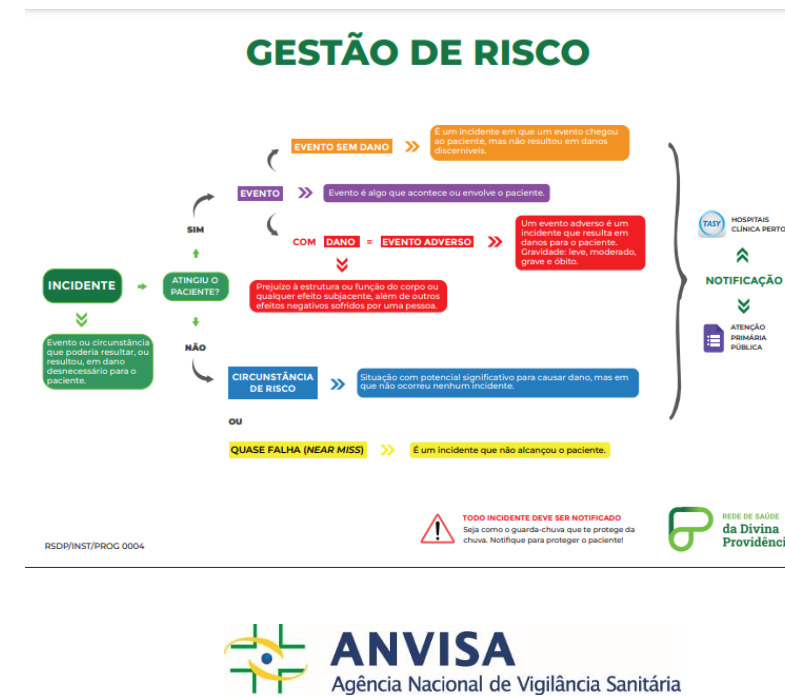 GESTÃO DE RISCO
EVENTO SEM DANO
É um incidente em que um evento chegou
ao paciente, mas não resultou em danos
discerníveis.
EVENTO
Evento é algo que acontece ou envolve o paciente.
SIM
COM DANO = EVENTO ADVERSO
Um evento adverso é um
incidente que resulta em
danos para o paciente.
Gravidade: leve, moderado,
grave e óbito.
Prejuízo à estrutura ou função do corpo ou
qualquer efeito subjacente, além de outros
efeitos negativos sofridos por uma pessoa.
INCIDENTE
ATINGIU O
PACIENTE?
Evento ou circunstância
que poderia resultar, ou
resultou, em dano
desnecessário para o
paciente.
NÃO
CIRCUNSTÂNCIA
DE RISCO
Situação com potencial significativo para causar dano, mas em
que não ocorreu nenhum incidente.
OU
QUASE FALHA (NEAR MISS)
É um incidente que não alcançou o paciente.
TASY
HOSPITAIS
CLÍNICA PERTO
NOTIFICAÇÃO
ATENÇÃO
PRIMÁRIA
PÚBLICA
TODO INCIDENTE DEVE SER NOTIFICADO
Seja como o guarda-chuva que te protege da
chuva. Notifique para proteger o paciente!
REDE DE SAÚDE
da Divina
Providênci
RSDP/INST/PROG 0004
ANVISA
Agência Nacional de Vigilância Sanitária